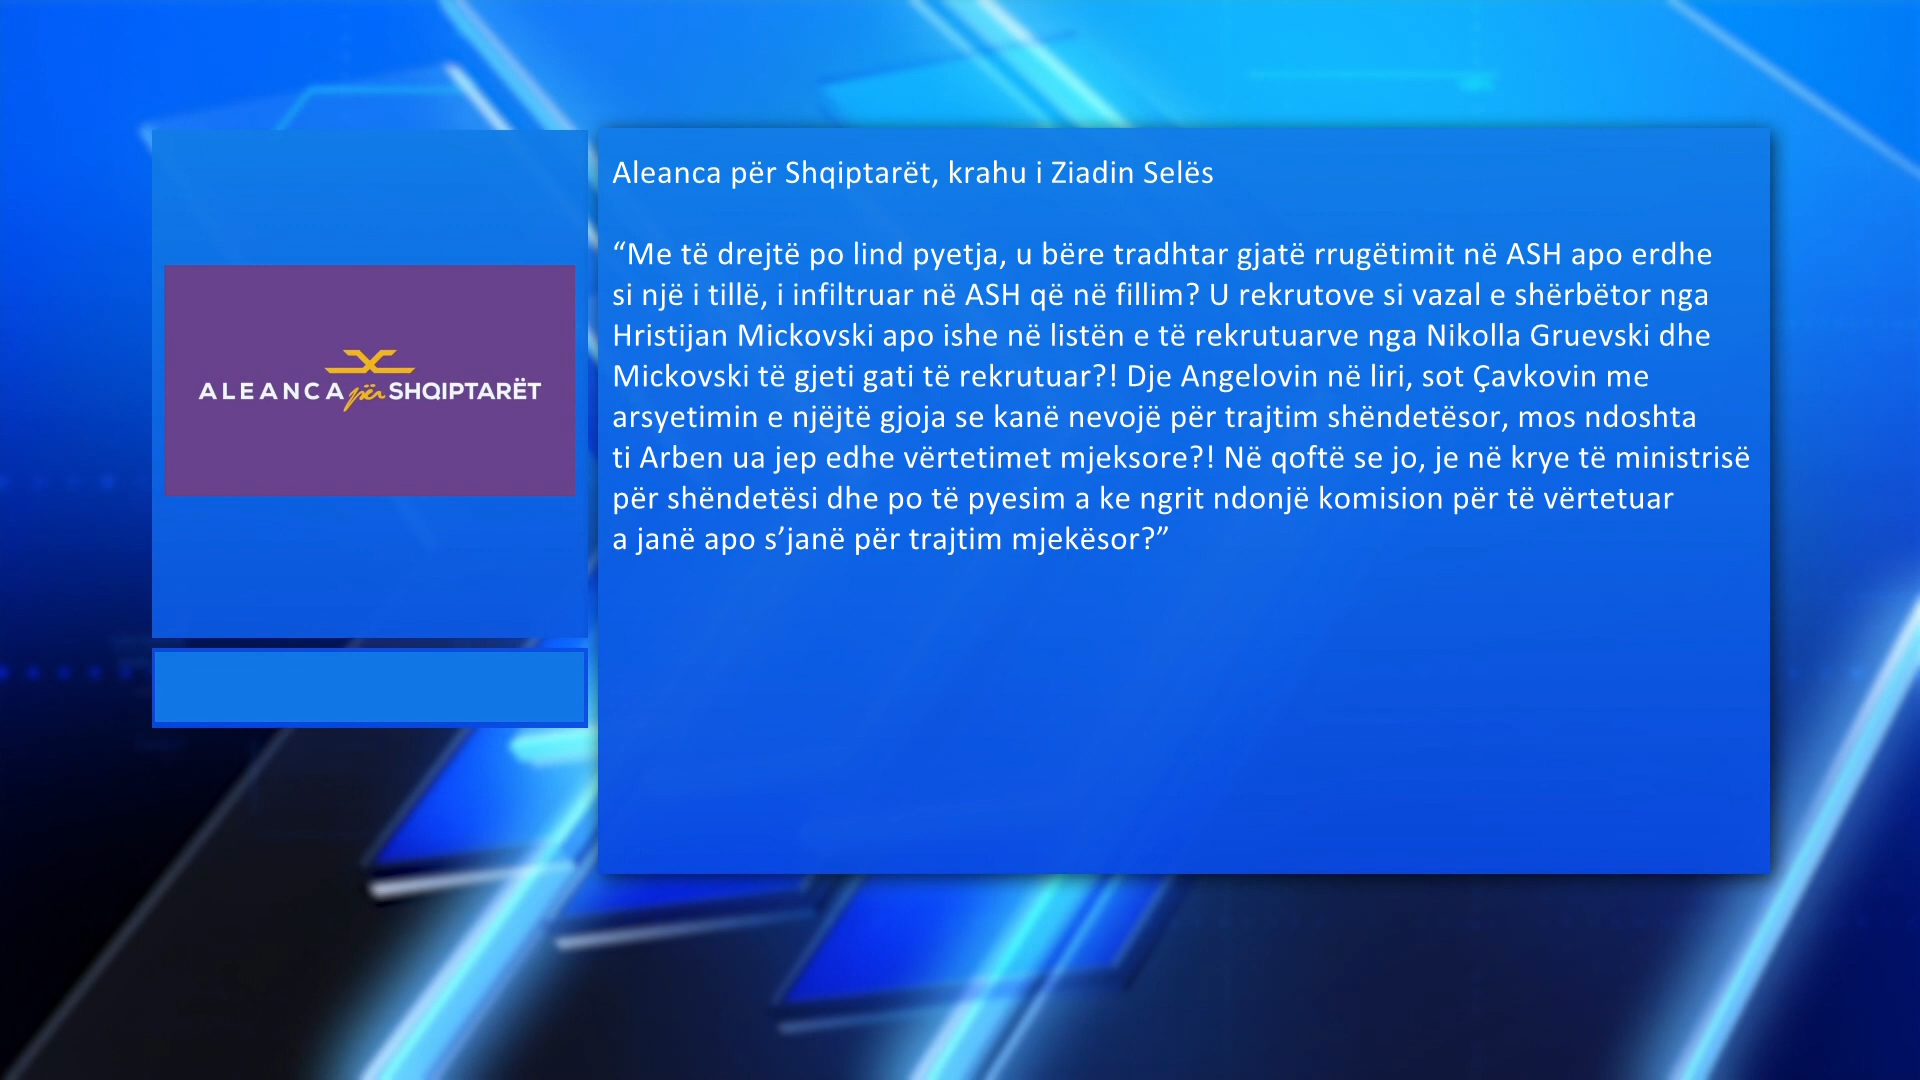 ALEANCA për SHQIPTARËT
Aleanca për Shqiptarët, krahu i Ziadin Selës
“Me të drejtë po lind pyetja, u bëre tradhtar gjatë rrugëtimit në ASH apo erdhe
si një i tillë, i infiltruar në ASH që në fillim? U rekrutove si vazal e shërbëtor nga
Hristijan Mickovski apo ishe në listën e të rekrutuarve nga Nikolla Gruevski dhe
Mickovski të gjeti gati të rekrutuar?! Dje Angelovin në liri, sot Çavkovin me
arsyetimin e njëjtë gjoja se kanë nevojë për trajtim shëndetësor, mos ndoshta
ti Arben ua jep edhe vërtetimet mjeksore?! Në qoftë se jo, je në krye të ministrisë
për shëndetësi dhe po të pyesim a ke ngrit ndonjë komision për të vërtetuar
a janë apo s’janë për trajtim mjekësor?”